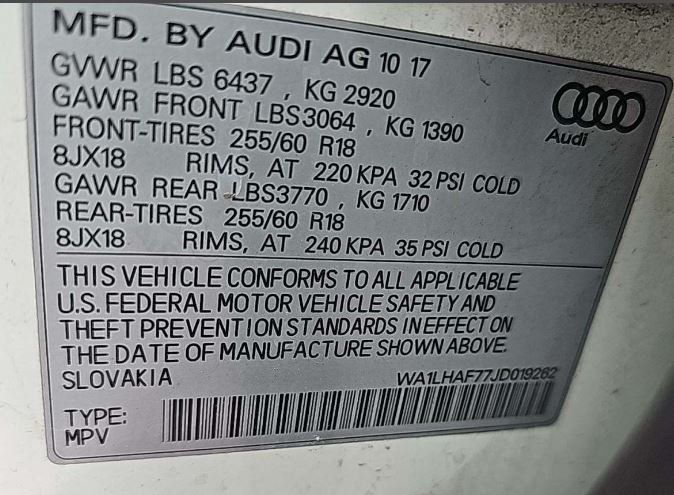 MFD. BY AUDI AG 10 17
GVWR LBS 6437 , KG 2920
GAWR FRONT LBS3064 , KG 1390
FRONT-TIRES 255/60 R18
8JX18 RIMS, AT 220 KPA 32 PSI COLD
GAWR REAR LBS3770 , KG 1710
REAR-TIRES 255/60 R18
8JX18 RIMS, AT 240 KPA 35 PSI COLD
Audi
THIS VEHICLE CONFORMS TO ALL APPLICABLE
U.S. FEDERAL MOTOR VEHICLE SAFETY AND
THEFT PREVENTION STANDARDS IN EFFECT ON
THE DATE OF MANUFACTURE SHOWN ABOVE.
SLOVAKIA WA1LHAF77JD019262
TYPE:
MPV